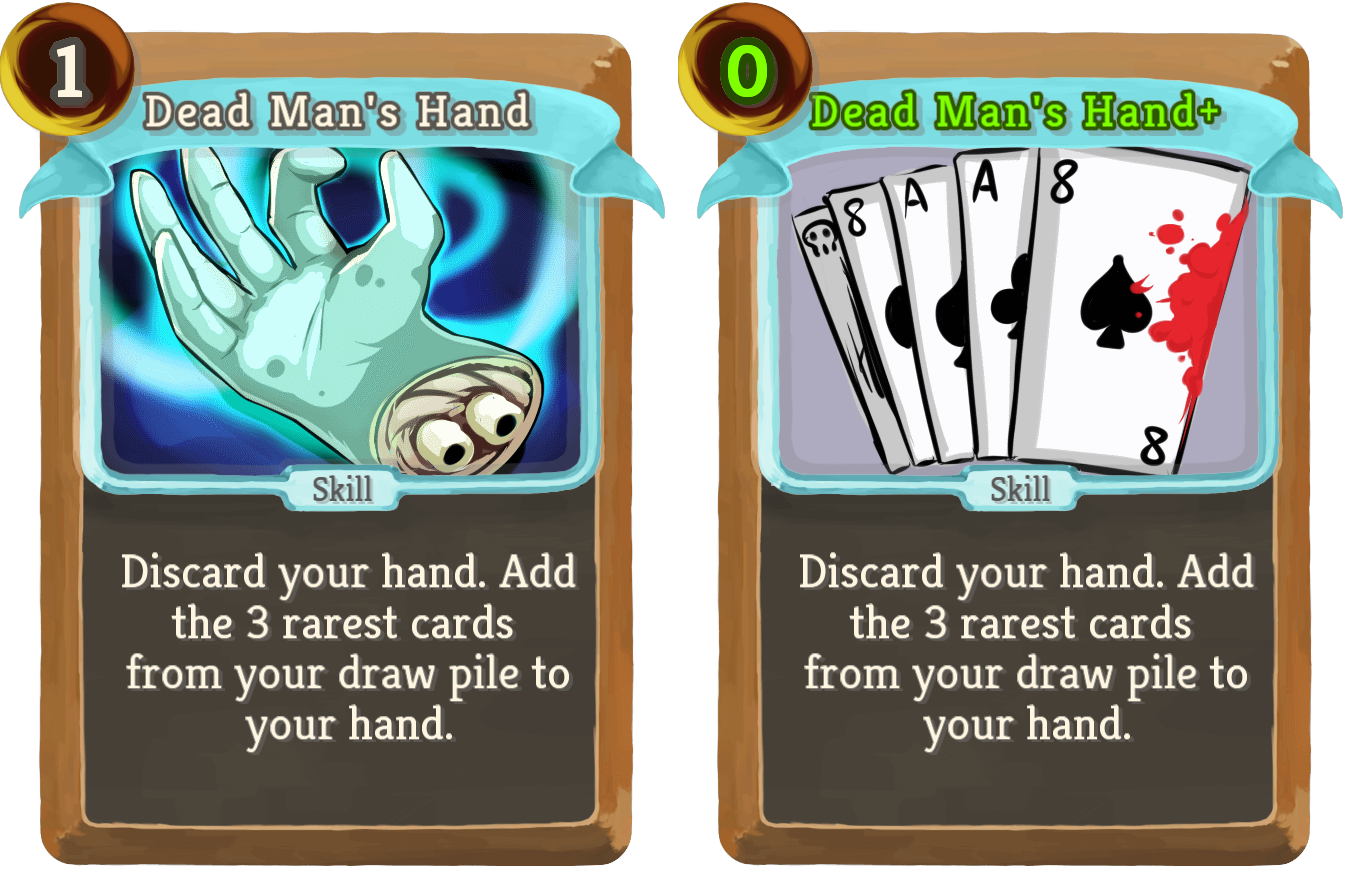 1
Dead Man's Hand
Skill
Discard your hand. Add
the 3 rarest cards
from your draw pile to
your hand.
0
Dead Man's Hand+
8
A
A
8
8
Skill
Discard your hand. Add
the 3 rarest cards
from your draw pile to
your hand.